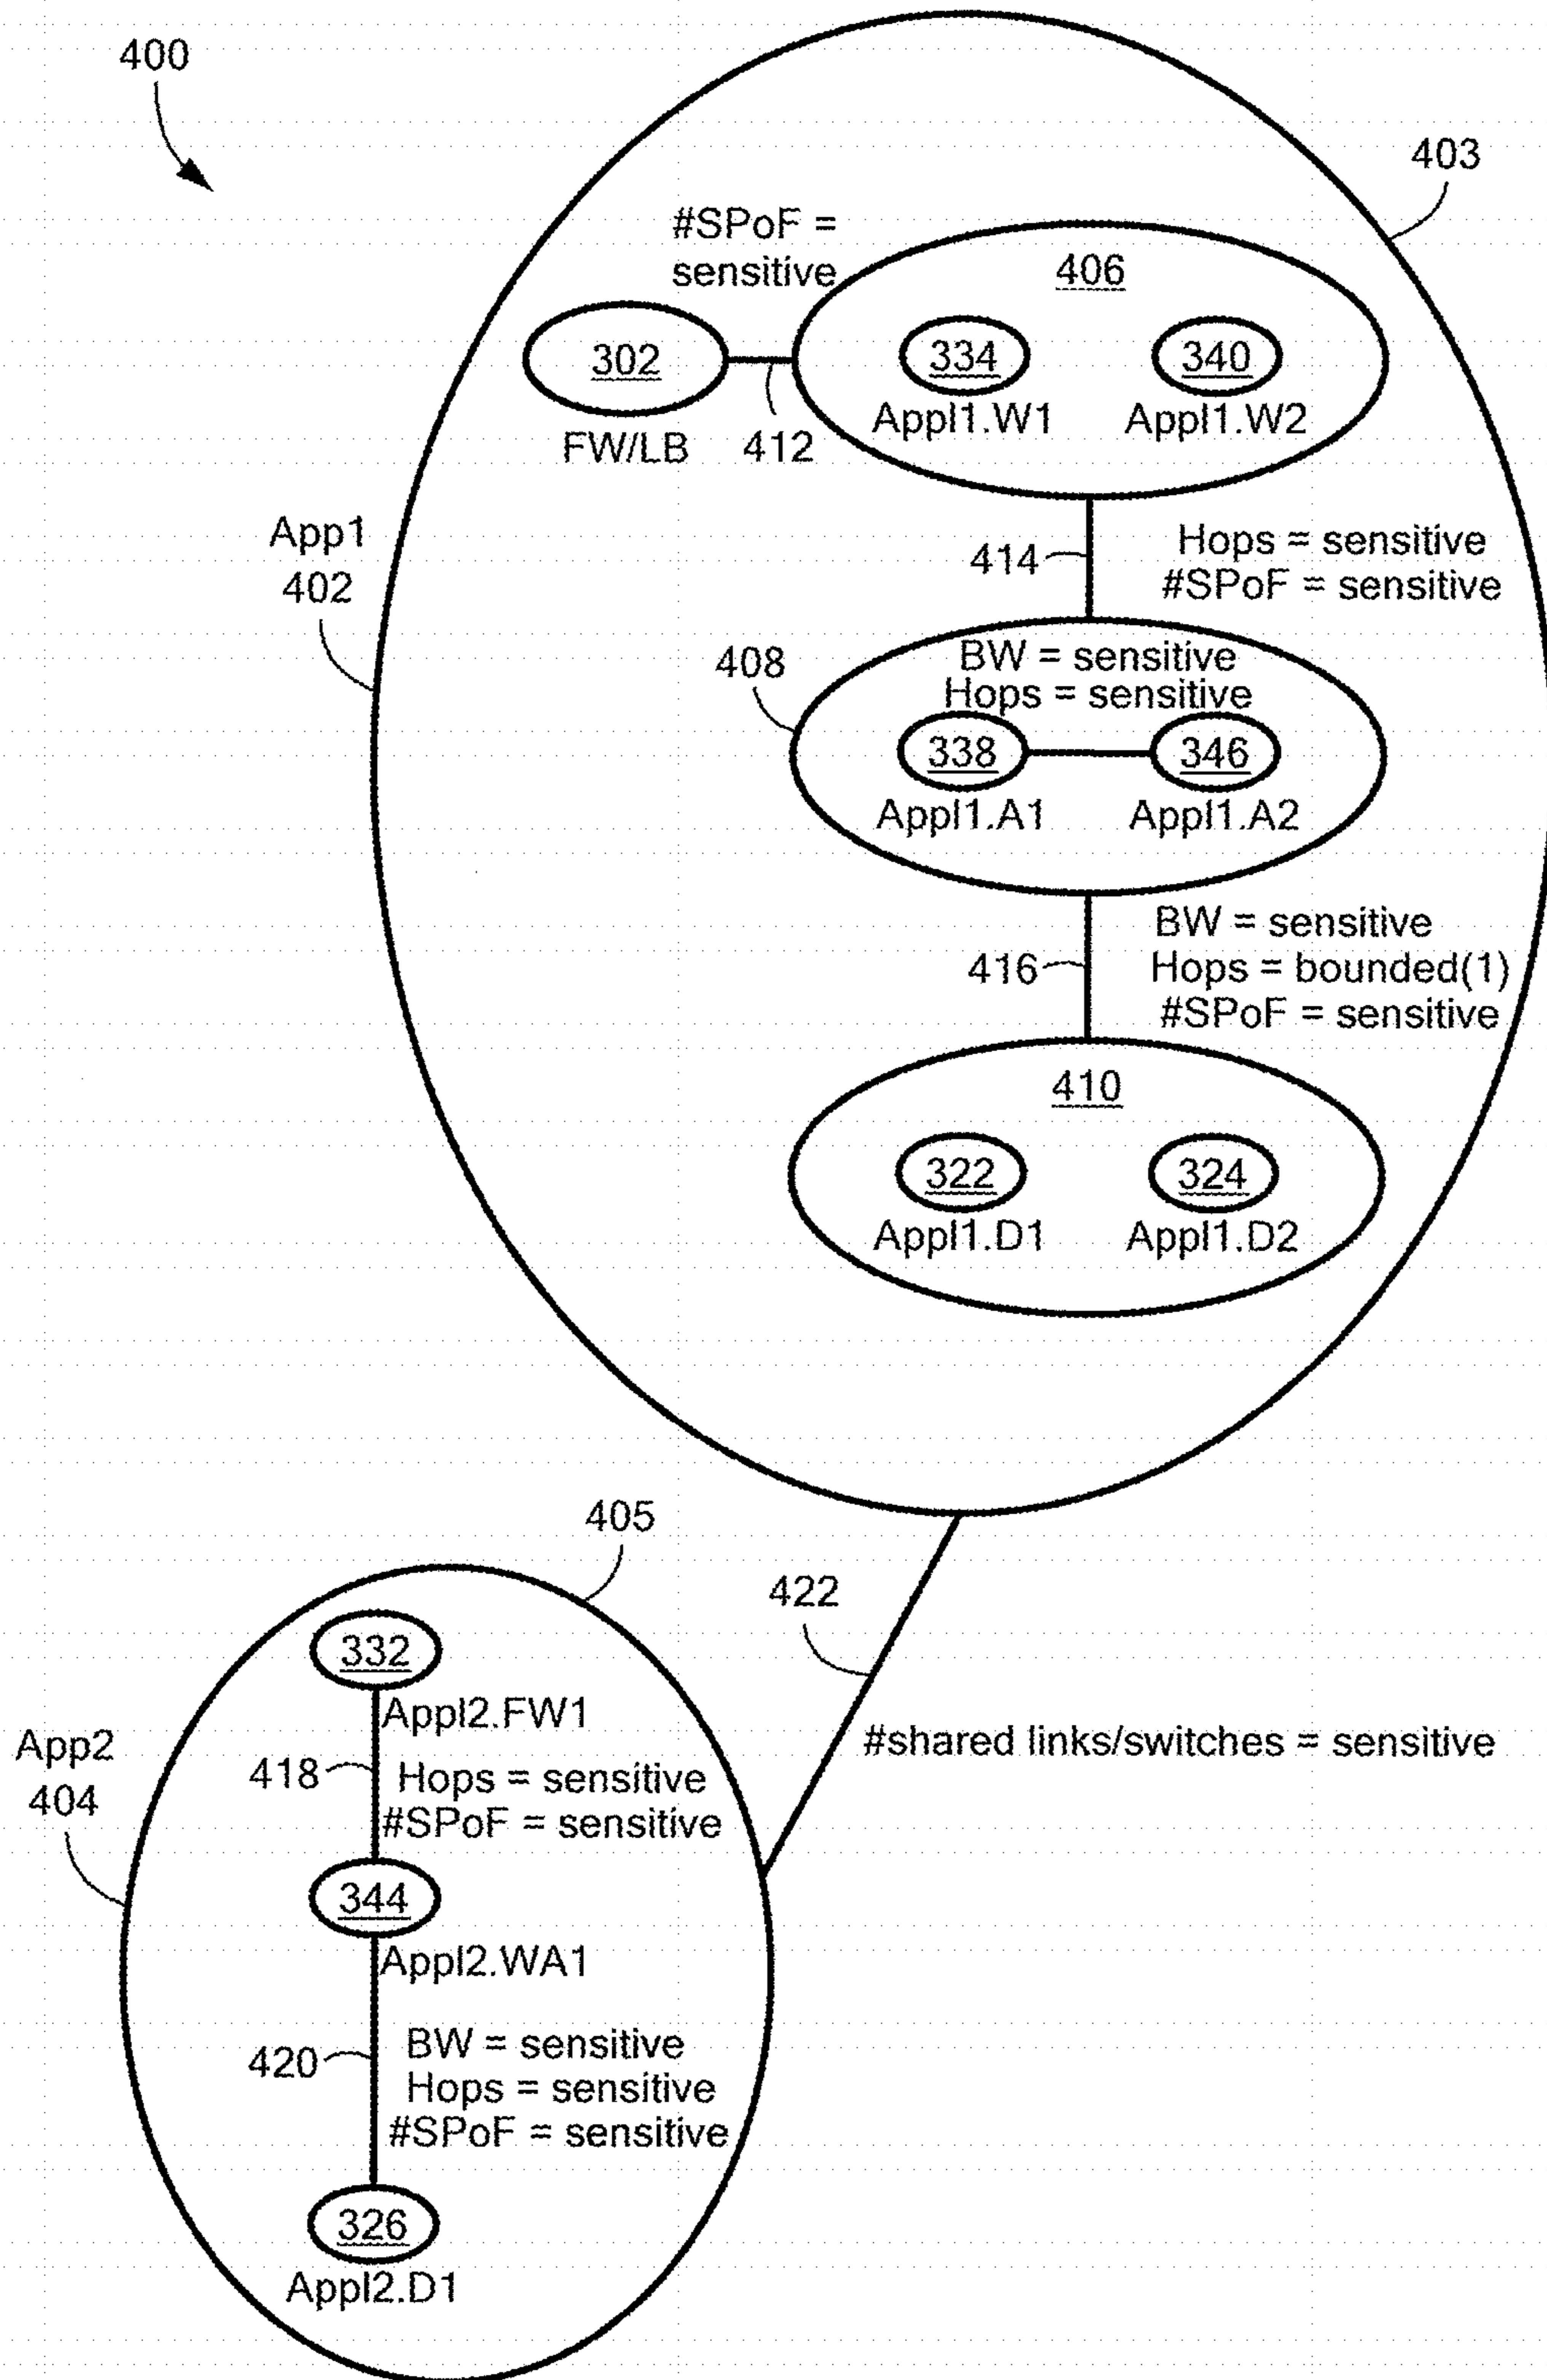 400
403
#SPoF =
sensitive
406
302
334
340
FW/LB
412
Appl1.W1
Appl1.W2
App1
402
414
Hops = sensitive
#SPoF = sensitive
408
BW = sensitive
Hops = sensitive
338
346
Appl1.A1
Appl1.A2
416
BW = sensitive
Hops = bounded(1)
#SPoF = sensitive
410
322
324
Appl1.D1
Appl1.D2
405
422
#shared links/switches = sensitive
332
Appl2.FW1
App2
404
418
Hops = sensitive
#SPoF = sensitive
344
Appl2.WA1
420
BW = sensitive
Hops = sensitive
#SPoF = sensitive
326
Appl2.D1